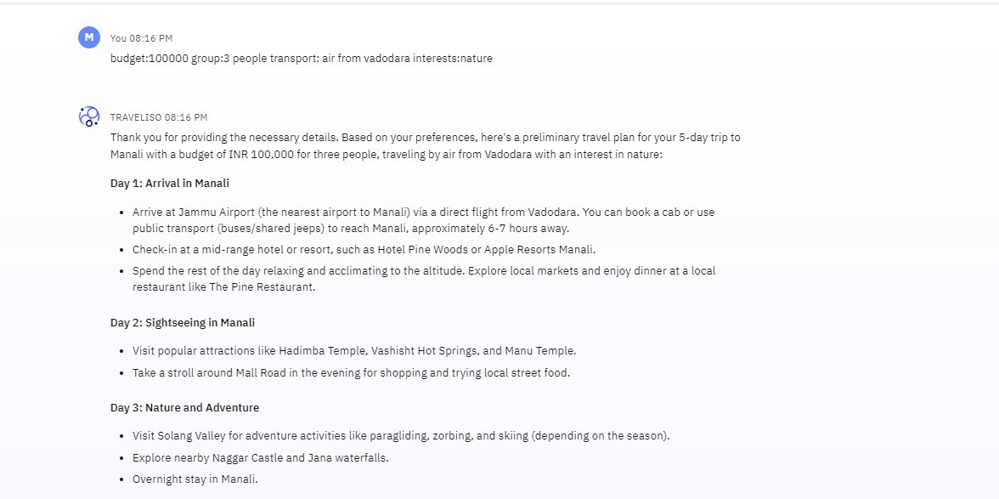 M
You 08:16 PM
budget:100000 group:3 people transport: air from vadodara interests:nature
TRAVELISO 08:16 PM
Thank you for providing the necessary details. Based on your preferences, here's a preliminary travel plan for your 5-day trip to
Manali with a budget of INR 100,000 for three people, traveling by air from Vadodara with an interest in nature:
Day 1: Arrival in Manali
• Arrive at Jammu Airport (the nearest airport to Manali) via a direct flight from Vadodara. You can book a cab or use
public transport (buses/shared jeeps) to reach Manali, approximately 6-7 hours away.
• Check-in at a mid-range hotel or resort, such as Hotel Pine Woods or Apple Resorts Manali.
• Spend the rest of the day relaxing and acclimating to the altitude. Explore local markets and enjoy dinner at a local
restaurant like The Pine Restaurant.
Day 2: Sightseeing in Manali
• Visit popular attractions like Hadimba Temple, Vashisht Hot Springs, and Manu Temple.
• Take a stroll around Mall Road in the evening for shopping and trying local street food.
Day 3: Nature and Adventure
• Visit Solang Valley for adventure activities like paragliding, zorbing, and skiing (depending on the season).
• Explore nearby Naggar Castle and Jana waterfalls.
• Overnight stay in Manali.